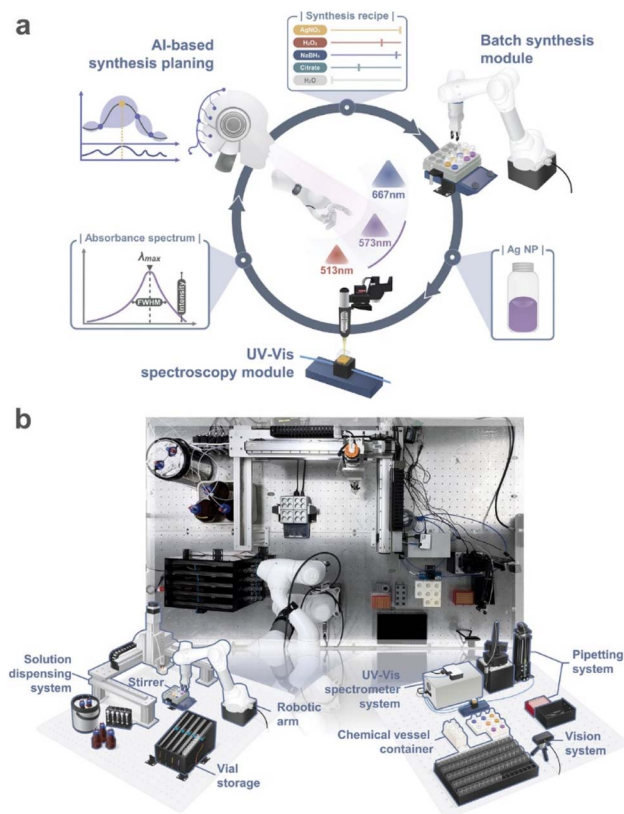 a
AI-based
synthesis planing
| Synthesis recipe |
AgNO₃
H₂O₂
NaBH₄
Citrate
H₂O
Batch synthesis
module
667nm
573nm
513nm
| Absorbance spectrum |
λmax
FWHM
Intensity
| Ag NP |
UV-Vis
spectroscopy module
b
Solution
dispensing
system
Stirrer
Robotic
arm
Vial
storage
UV-Vis
spectrometer
system
Pipetting
system
Chemical vessel
container
Vision
system